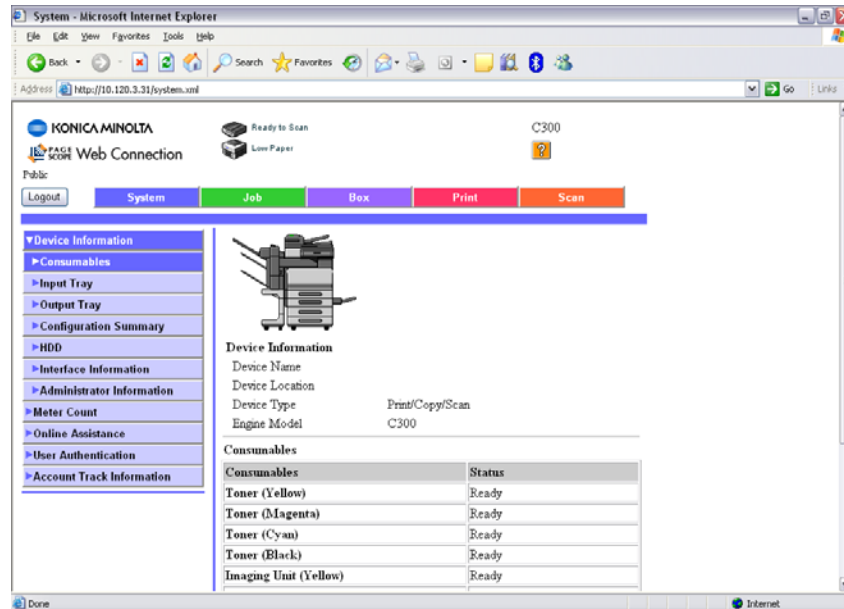 System - Microsoft Internet Explorer
File Edit View Favorites Tools Help
Back Search Favorites
Address http://10.120.3.31/system.xml Go Links
KONICA MINOLTA Ready to Scan C300
PAGE SCOPE Web Connection Low Paper
Public
Logout System Job Box Print Scan
Device Information
Consumables
Input Tray
Output Tray
Configuration Summary
HDD
Interface Information
Administrator Information
Meter Count
Online Assistance
User Authentication
Account Track Information
Device Information
Device Name
Device Location
Device Type Print/Copy/Scan
Engine Model C300
Consumables
Consumables Status
Toner (Yellow) Ready
Toner (Magenta) Ready
Toner (Cyan) Ready
Toner (Black) Ready
Imaging Unit (Yellow) Ready
Done Internet